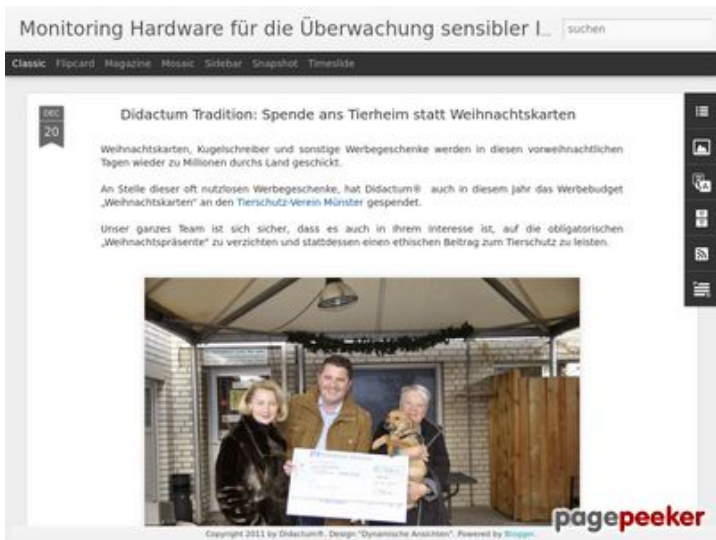 Monitoring Hardware für die Überwachung sensibler I...
suchen
Classic Flipcard Magazine Mosaic Sidebar Snapshot Timeslide
DEC
20
Didactum Tradition: Spende ans Tierheim statt Weihnachtskarten
Weihnachtskarten, Kugelschreiber und sonstige Werbegeschenke werden in diesen vorweihnachtlichen
Tagen wieder zu Millionen durchs Land geschickt.
An Stelle dieser oft nutzlosen Werbegeschenke, hat Didactum® auch in diesem Jahr das Werbebudget
„Weihnachtskarten“ an den Tierschutz-Verein Münster gespendet.
Unser ganzes Team ist sich sicher, dass es auch in Ihrem Interesse ist, auf die obligatorischen
„Weihnachtspräsente“ zu verzichten und stattdessen einen ethischen Beitrag zum Tierschutz zu leisten.
Copyright 2011 by Didactum®. Design "Dynamische Ansichten". Powered by Blogger.
pagepeeker